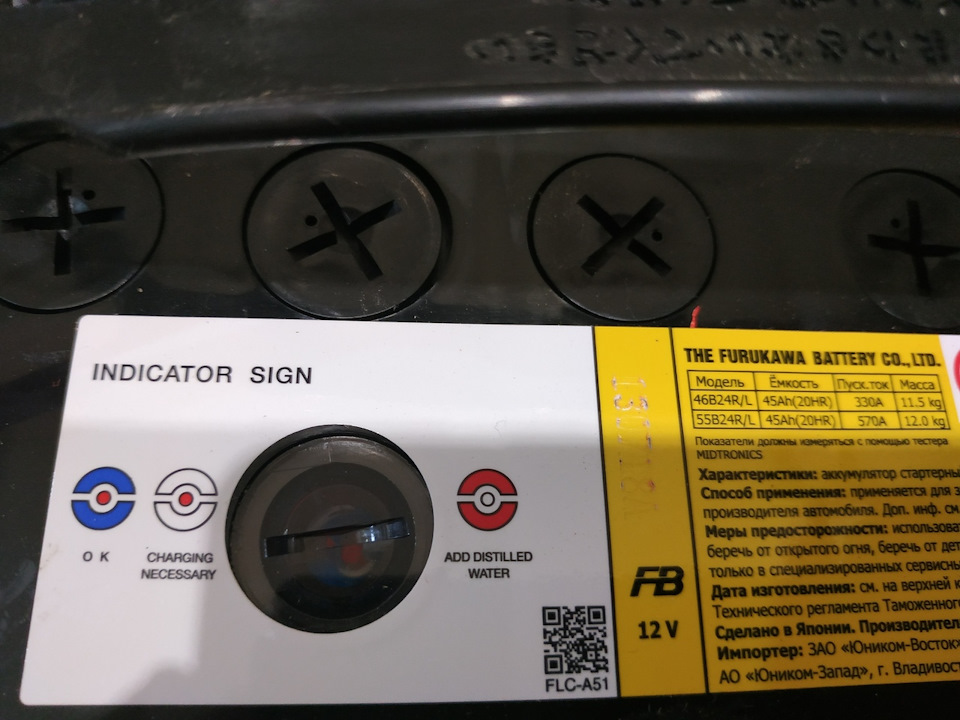 INDICATOR SIGN
OK
CHARGING
NECESSARY
ADD DISTILLED
WATER
FLC-A51
FB
12 V
THE FURUKAWA BATTERY CO., LTD.
Модель Ёмкость Пуск.ток Масса
46B24R/L 45Ah(20HR) 330A 11.5 kg
55B24R/L 45Ah(20HR) 570A 12.0 kg
Показатели должны измеряться с помощью тестера
MIDTRONICS
Характеристики: аккумулятор стартерны
Способ применения: применяется для з
производителя автомобиля. Доп. инф. см.
Меры предосторожности: использова
беречь от открытого огня, беречь от дет
только в специализированных сервисны
Дата изготовления: см. на верхней к
Технического регламента Таможенного
Сделано в Японии. Производител
Импортер: ЗАО «Юником-Восток»
АО «Юником-Запад», г. Владивост